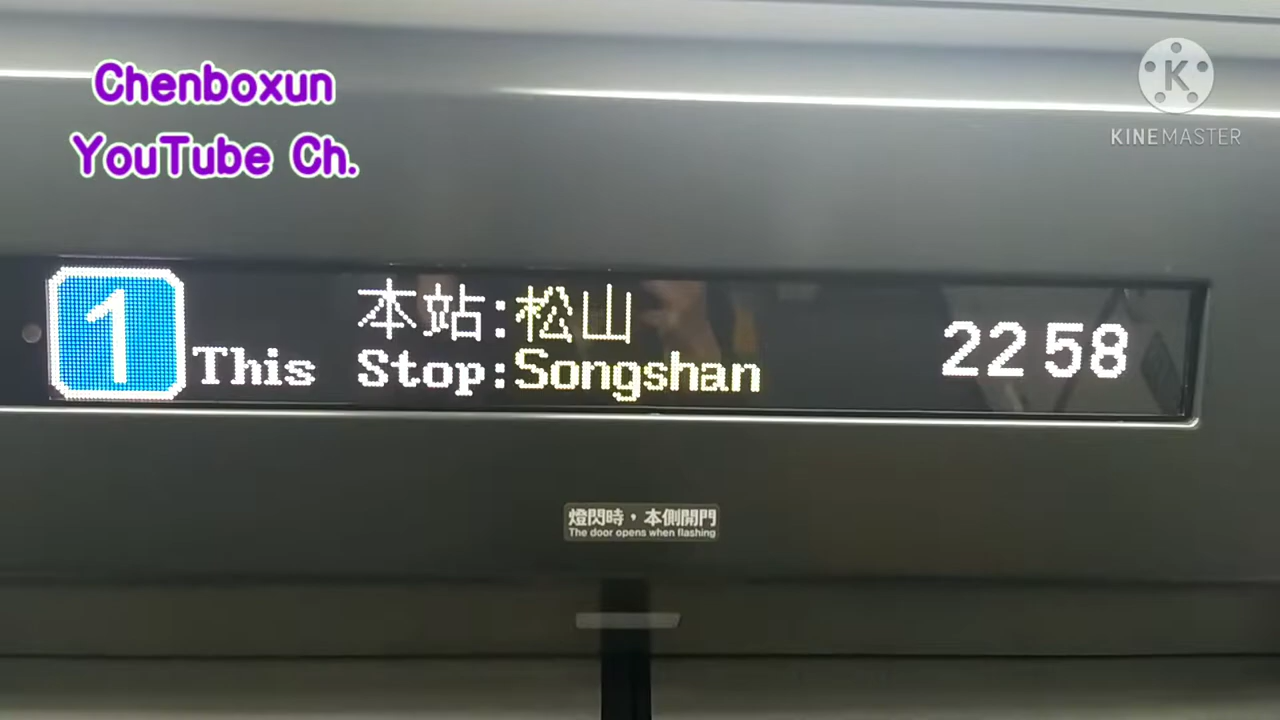 Chenboxun
YouTube Ch.
K
KINEMASTER
1
本站:松山
This Stop:Songshan
22 58
燈閃時，本側開門
The door opens when flashing